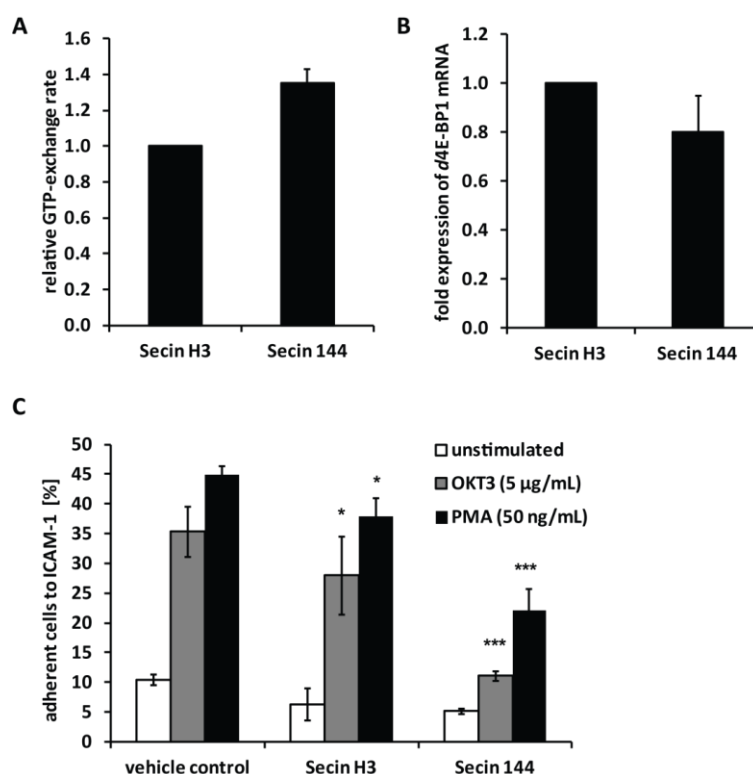 A
relative GTP-exchange rate
1.6
1.4
1.2
1.0
0.8
0.6
0.4
0.2
0.0
Secin H3 Secin 144
B
fold expression of d4E-BP1 mRNA
1.2
1.0
0.8
0.6
0.4
0.2
0.0
Secin H3 Secin 144
C
adherent cells to ICAM-1 [%]
50
45
40
35
30
25
20
15
10
5
0
* *
*** ***
unstimulated
OKT3 (5 µg/mL)
PMA (50 ng/mL)
vehicle control Secin H3 Secin 144